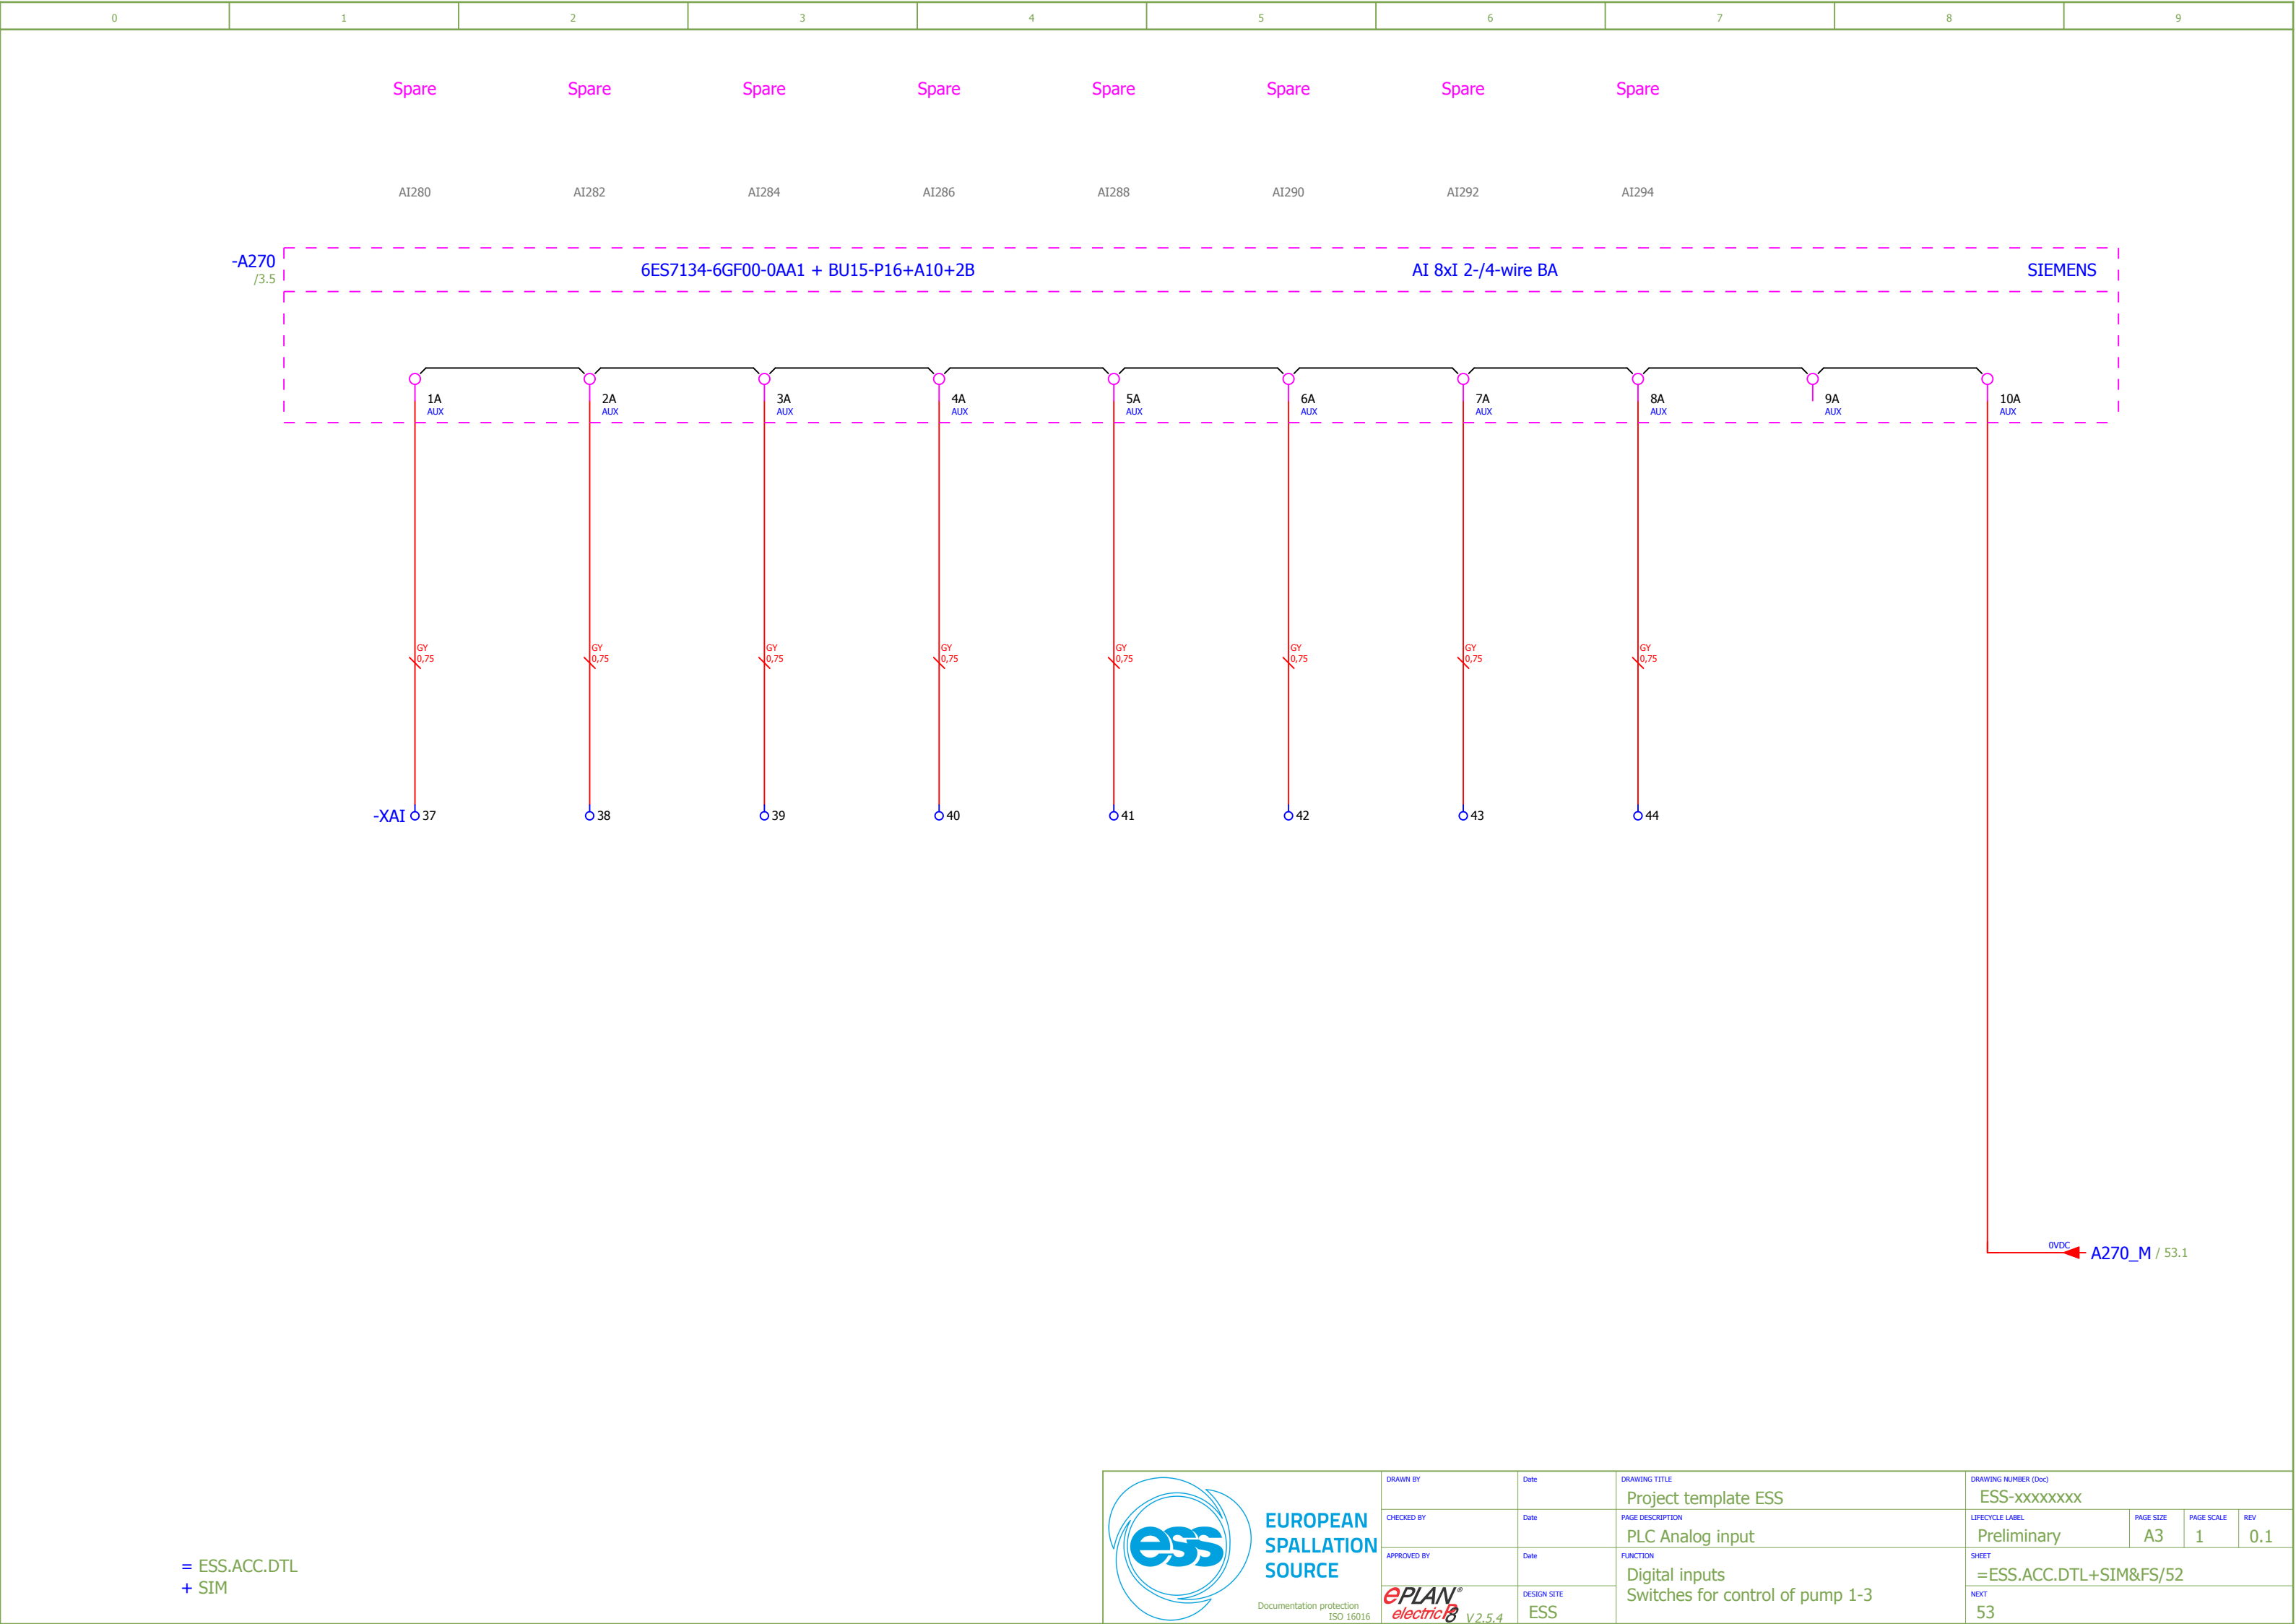 0 1 2 3 4 5 6 7 8 9
Spare Spare Spare Spare Spare Spare Spare Spare
AI280 AI282 AI284 AI286 AI288 AI290 AI292 AI294
-A270 6ES7134-6GF00-0AA1 + BU15-P16+A10+2B AI 8xI 2-/4-wire BA SIEMENS
/3.5
1A 2A 3A 4A 5A 6A 7A 8A 9A 10A
AUX AUX AUX AUX AUX AUX AUX AUX AUX AUX
GY GY GY GY GY GY GY GY
0,75 0,75 0,75 0,75 0,75 0,75 0,75 0,75
-XAI 37 38 39 40 41 42 43 44
0VDC A270_M / 53.1
= ESS.ACC.DTL
+ SIM
ess
EUROPEAN
SPALLATION
SOURCE
Documentation protection
ISO 16016
DRAWN BY Date
CHECKED BY Date
APPROVED BY Date
ePLAN®
electric P8 V 2.5.4
DESIGN SITE
ESS
DRAWING TITLE
Project template ESS
PAGE DESCRIPTION
PLC Analog input
FUNCTION
Digital inputs
Switches for control of pump 1-3
DRAWING NUMBER (Doc)
ESS-xxxxxxxx
LIFECYCLE LABEL PAGE SIZE PAGE SCALE REV
Preliminary A3 1 0.1
SHEET
=ESS.ACC.DTL+SIM&FS/52
NEXT
53